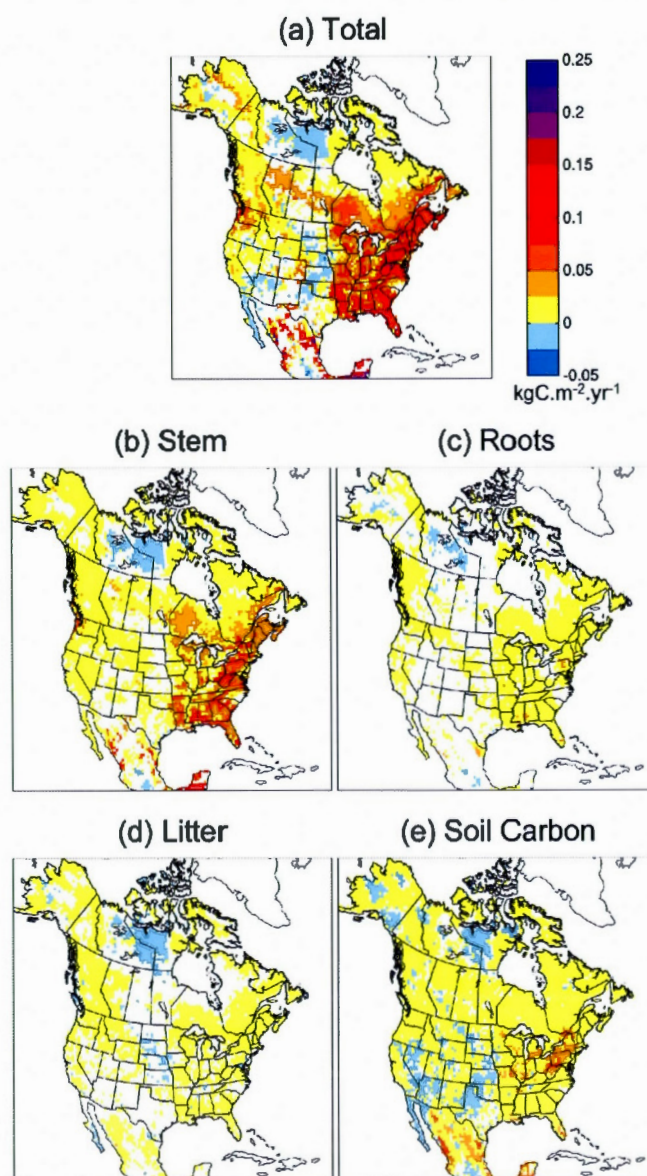 (a) Total
0.25
0.2
0.15
0.1
0.05
0
-0.05
kgC.m⁻².yr⁻¹
(b) Stem
(c) Roots
(d) Litter
(e) Soil Carbon